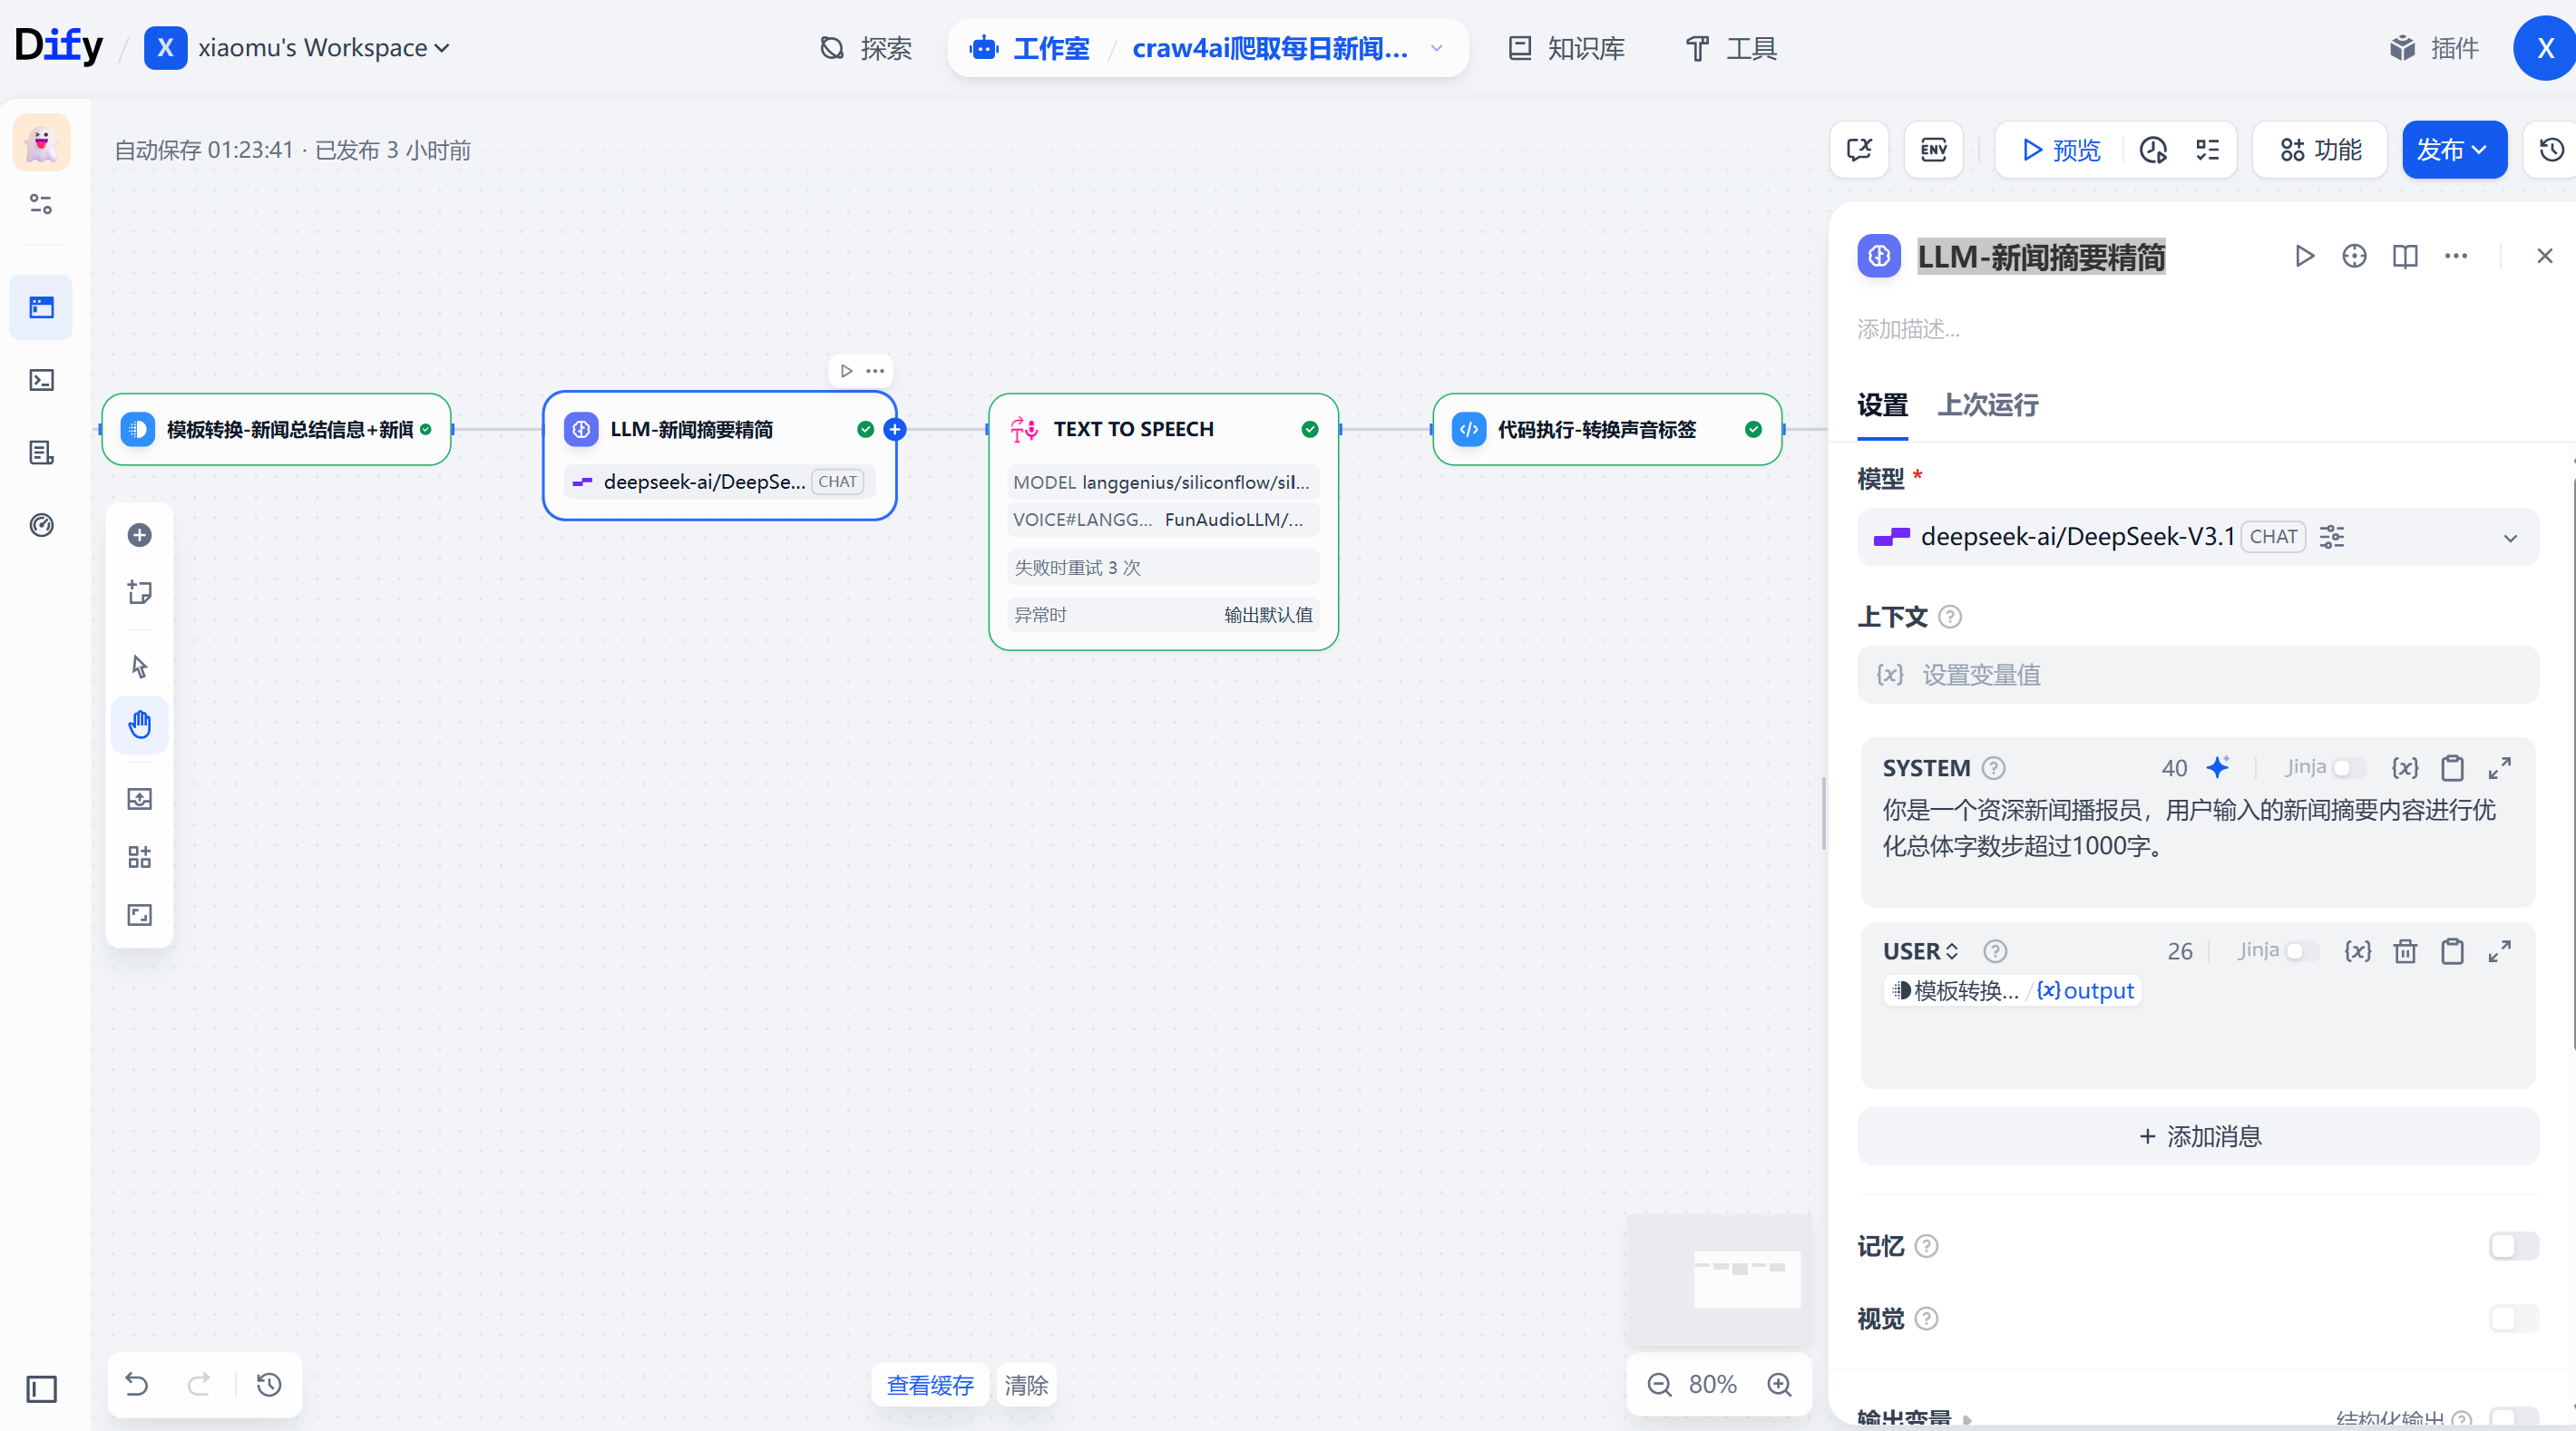 Dify / X xiaomu's Workspace
探索
工作室 / craw4ai爬取每日新闻...
知识库
工具
插件
X
自动保存 01:23:41 · 已发布 3 小时前
ENV
预览
功能
发布
模板转换-新闻总结信息+新闻
LLM-新闻摘要精简
deepseek-ai/DeepSe... CHAT
TEXT TO SPEECH
MODEL langgenius/siliconflow/sil...
VOICE#LANGG... FunAudioLLM/...
失败时重试 3 次
异常时 输出默认值
代码执行-转换声音标签
查看缓存
清除
80%
LLM-新闻摘要精简
添加描述...
设置 上次运行
模型 *
deepseek-ai/DeepSeek-V3.1 CHAT
上下文
{x} 设置变量值
SYSTEM 40 Jinja {x}
你是一个资深新闻播报员，用户输入的新闻摘要内容进行优
化总体字数步超过1000字。
USER 26 Jinja {x}
模板转换... / {x} output
+ 添加消息
记忆
视觉
输出变量 结构化输出